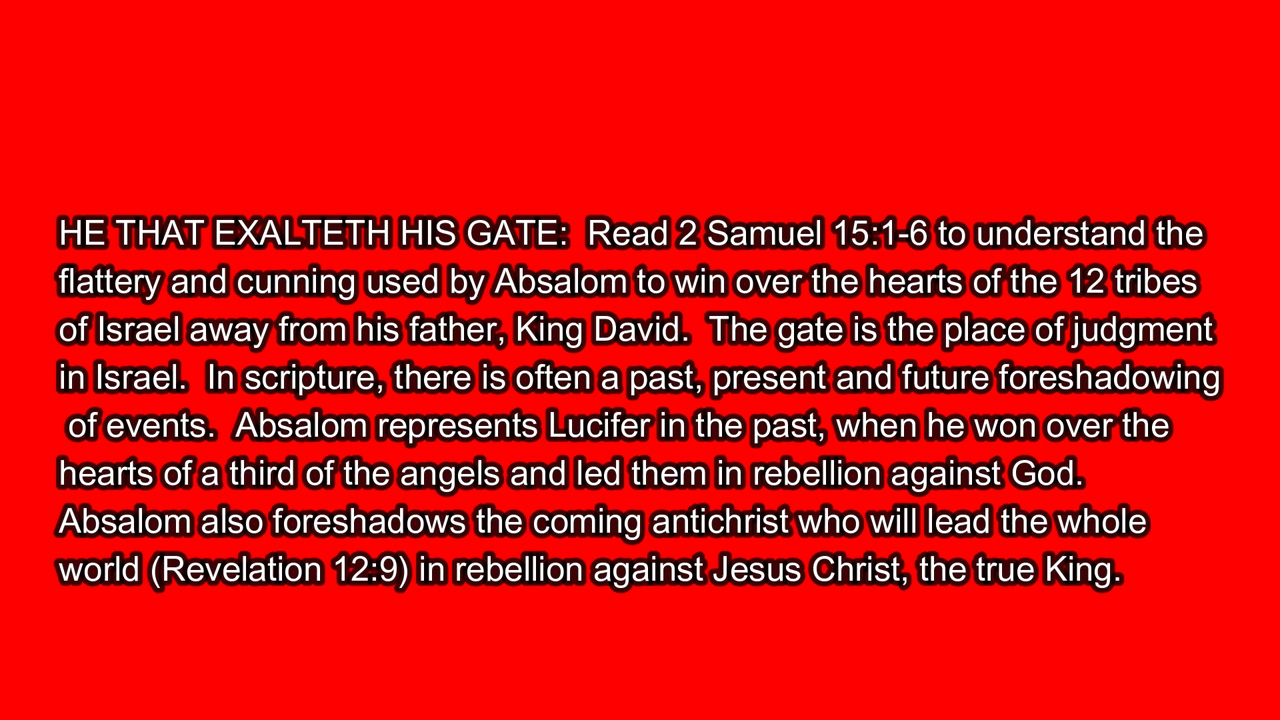 HE THAT EXALTETH HIS GATE:  Read 2 Samuel 15:1-6 to understand the
flattery and cunning used by Absalom to win over the hearts of the 12 tribes
of Israel away from his father, King David.  The gate is the place of judgment
in Israel.  In scripture, there is often a past, present and future foreshadowing
of events.  Absalom represents Lucifer in the past, when he won over the
hearts of a third of the angels and led them in rebellion against God.
Absalom also foreshadows the coming antichrist who will lead the whole
world (Revelation 12:9) in rebellion against Jesus Christ, the true King.